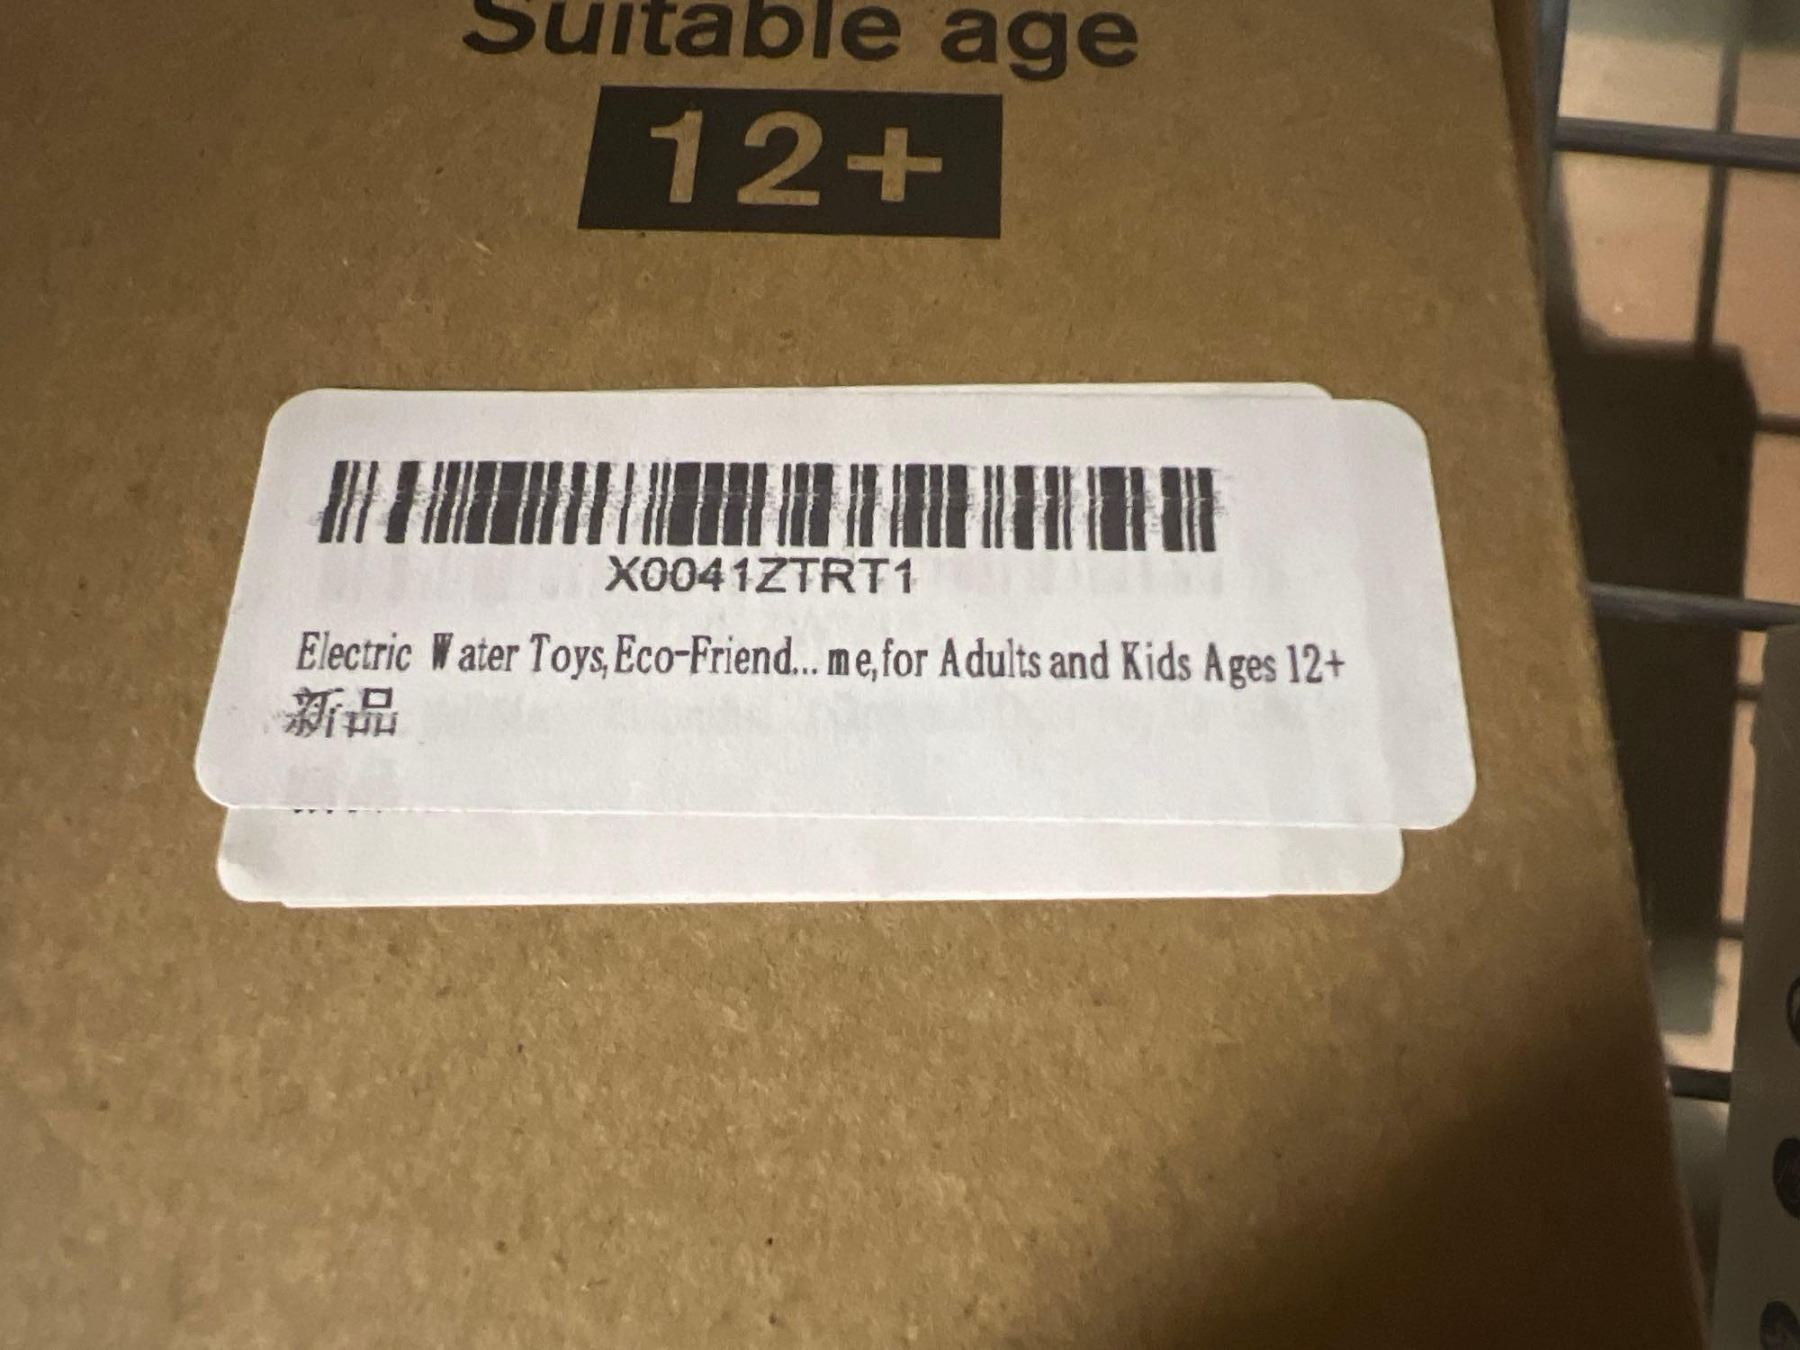 Suitable age
12+
X0041ZTRT1
Electric Water Toys,Eco-Friend... me,for Adults and Kids Ages 12+
新品